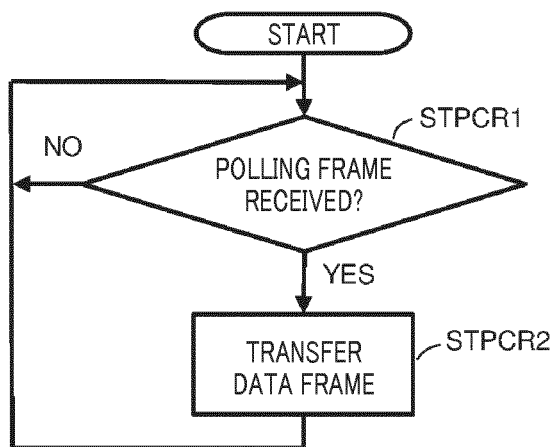 START
STPCR1
NO
POLLING FRAME
RECEIVED?
YES
TRANSFER
DATA FRAME
STPCR2